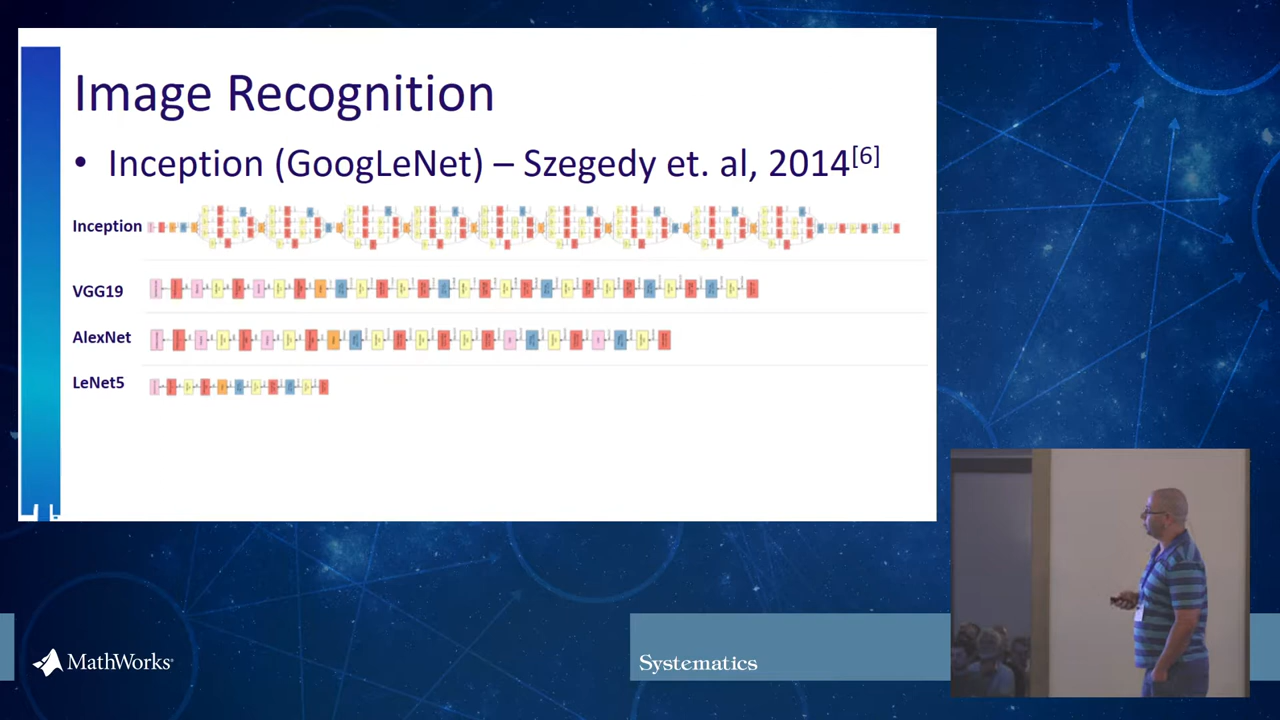 Image Recognition
• Inception (GoogLeNet) – Szegedy et. al, 2014[6]
Inception
VGG19
AlexNet
LeNet5
MathWorks®
Systematics